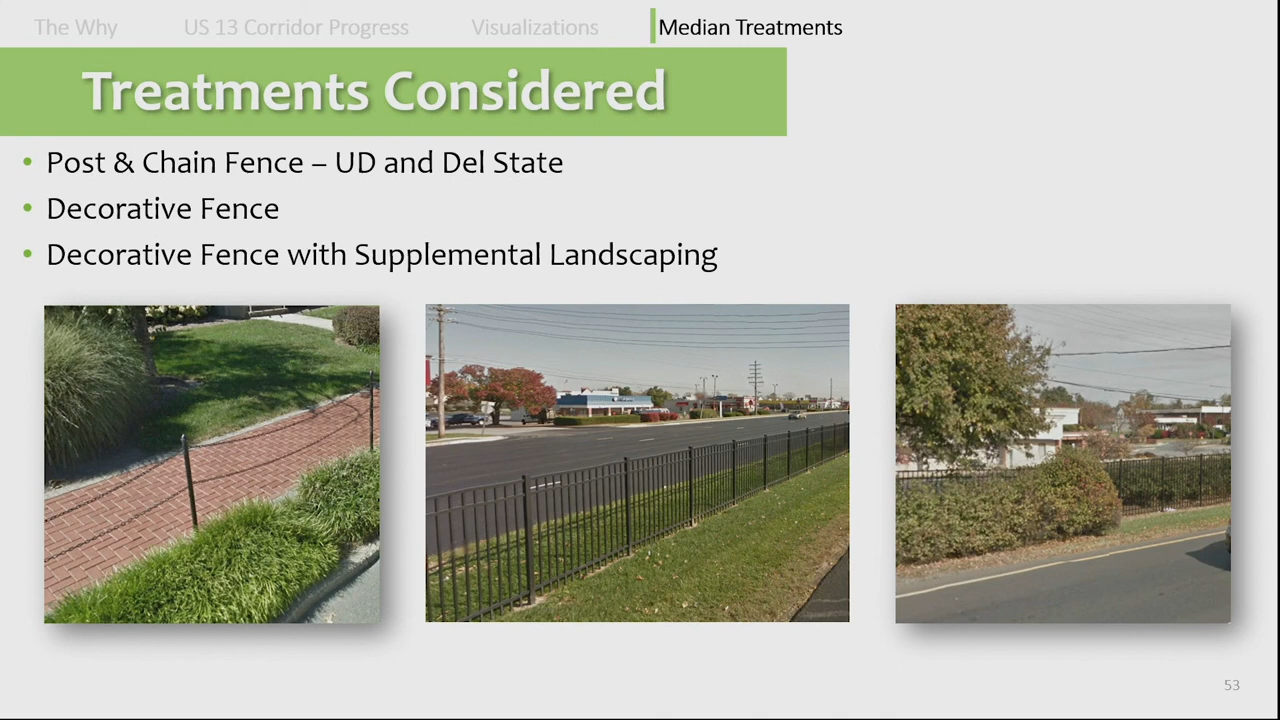 The Why US 13 Corridor Progress Visualizations Median Treatments
Treatments Considered
• Post & Chain Fence – UD and Del State
• Decorative Fence
• Decorative Fence with Supplemental Landscaping
53